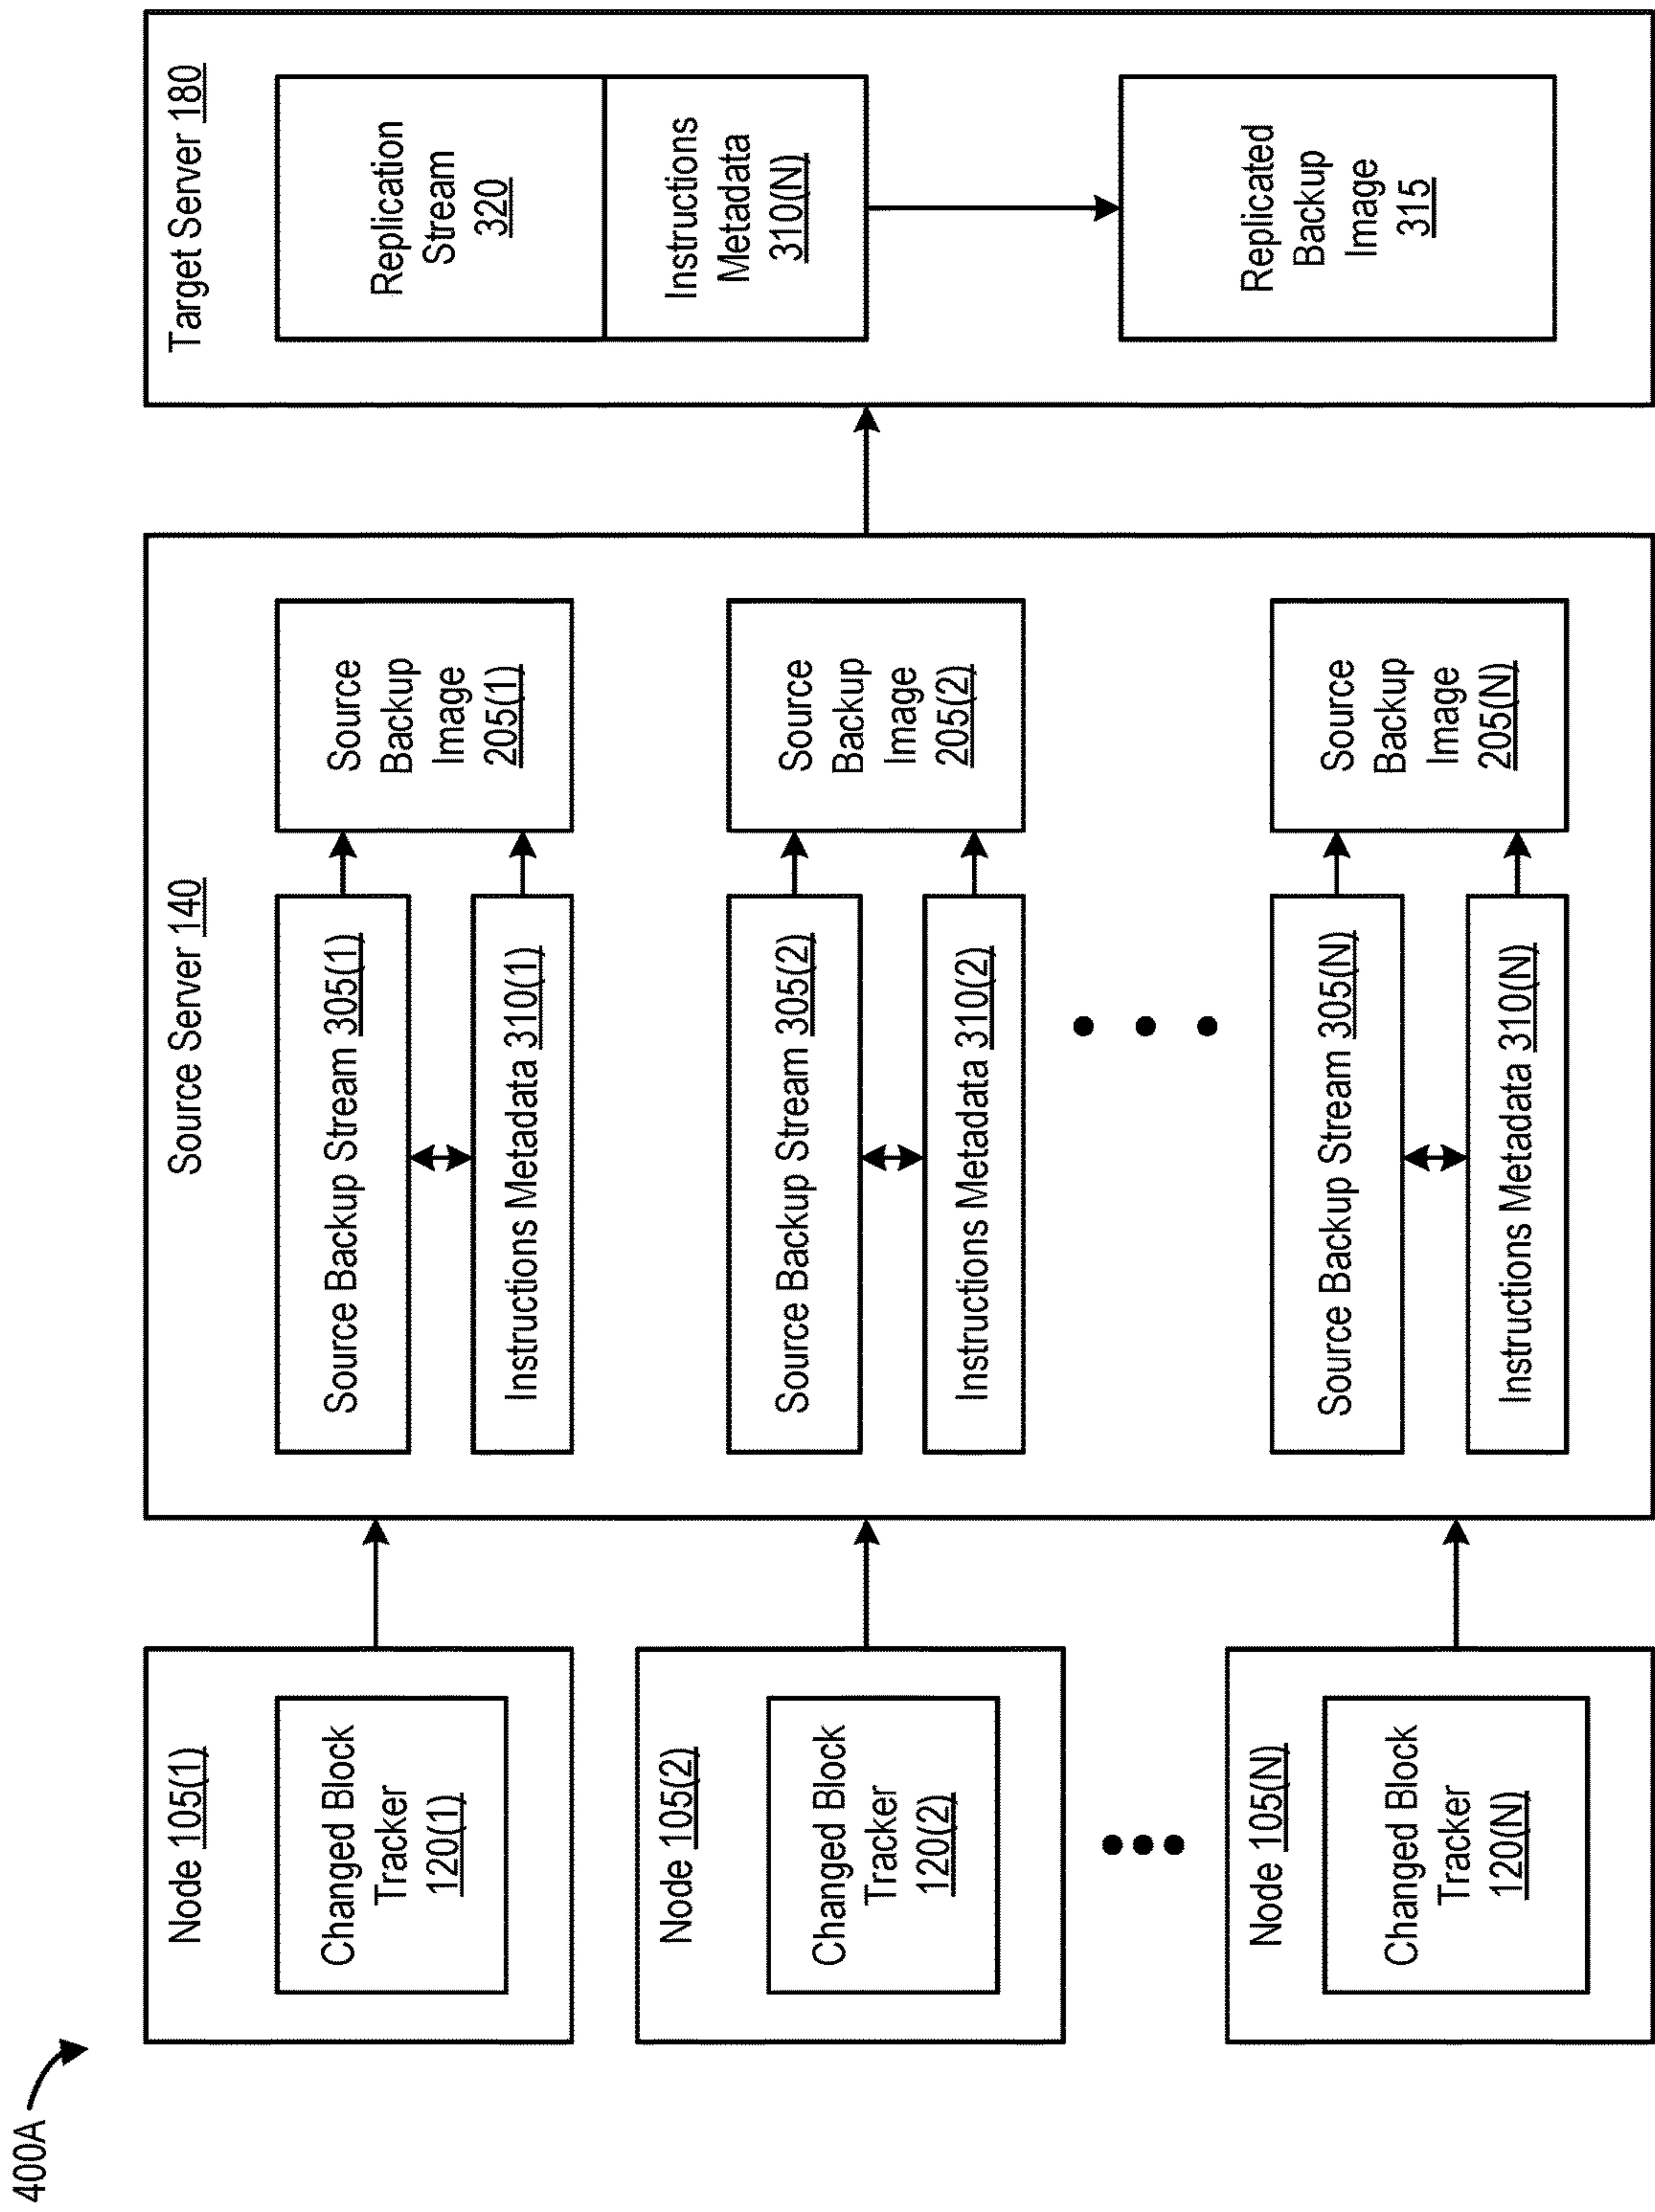 400A
Node 105(1)
Changed Block
Tracker
120(1)
Node 105(2)
Changed Block
Tracker
120(2)
Node 105(N)
Changed Block
Tracker
120(N)
Source Server 140
Source Backup Stream 305(1)
Instructions Metadata 310(1)
Source
Backup
Image
205(1)
Source Backup Stream 305(2)
Instructions Metadata 310(2)
Source
Backup
Image
205(2)
Source Backup Stream 305(N)
Instructions Metadata 310(N)
Source
Backup
Image
205(N)
Target Server 180
Replication
Stream
320
Instructions
Metadata
310(N)
Replicated
Backup
Image
315